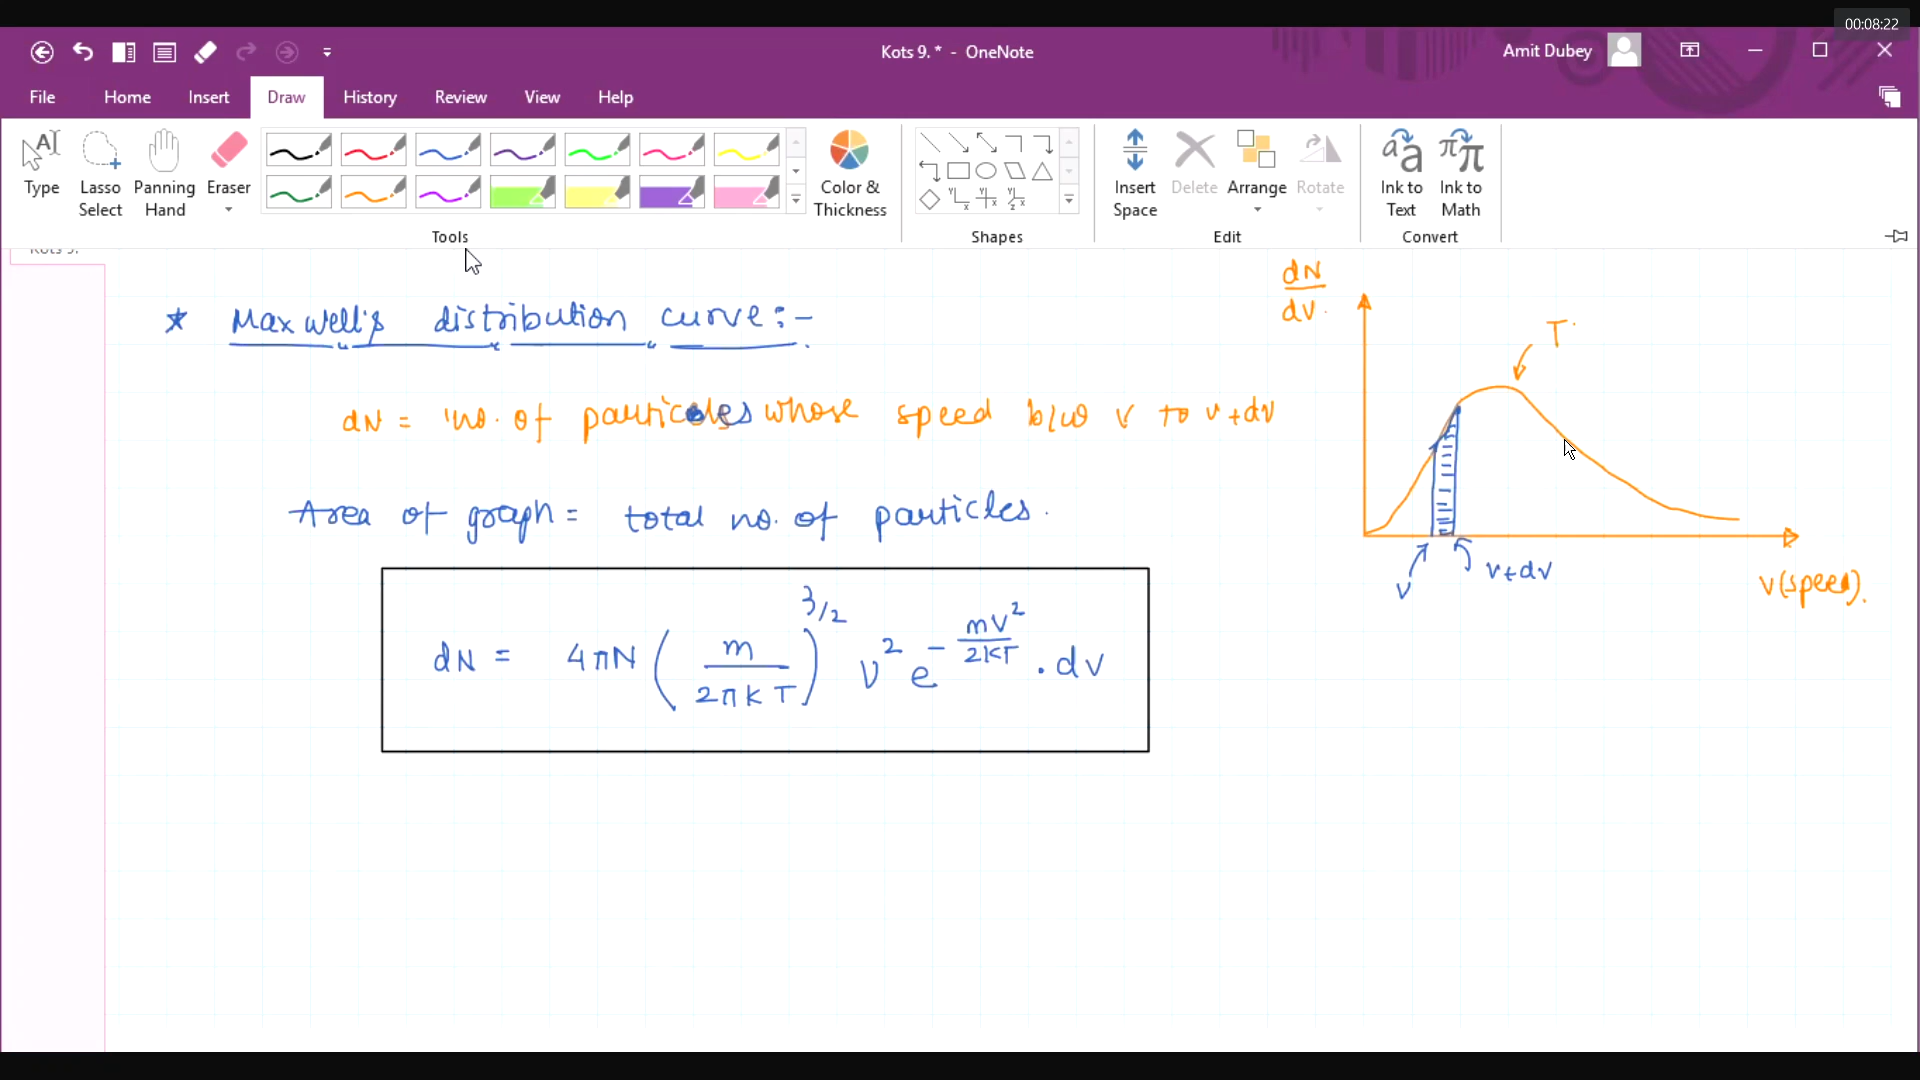 00:08:22
Kots 9.* - OneNote
Amit Dubey
File Home Insert Draw History Review View Help
Type
Lasso Select
Panning Hand
Eraser
Color & Thickness
Insert Space
Delete
Arrange
Rotate
Ink to Text
Ink to Math
Tools
Shapes
Edit
Convert
Kots 9.
★ Maxwell's distribution curve:-
dN = no. of particles whose speed b/w v to v+dv
Area of graph = total no. of particles.
dN = 4πN (m/2πkT)^3/2 v^2 e^-mv^2/2KT . dv
dN/dv.
T
v
v+dv
v(speed).